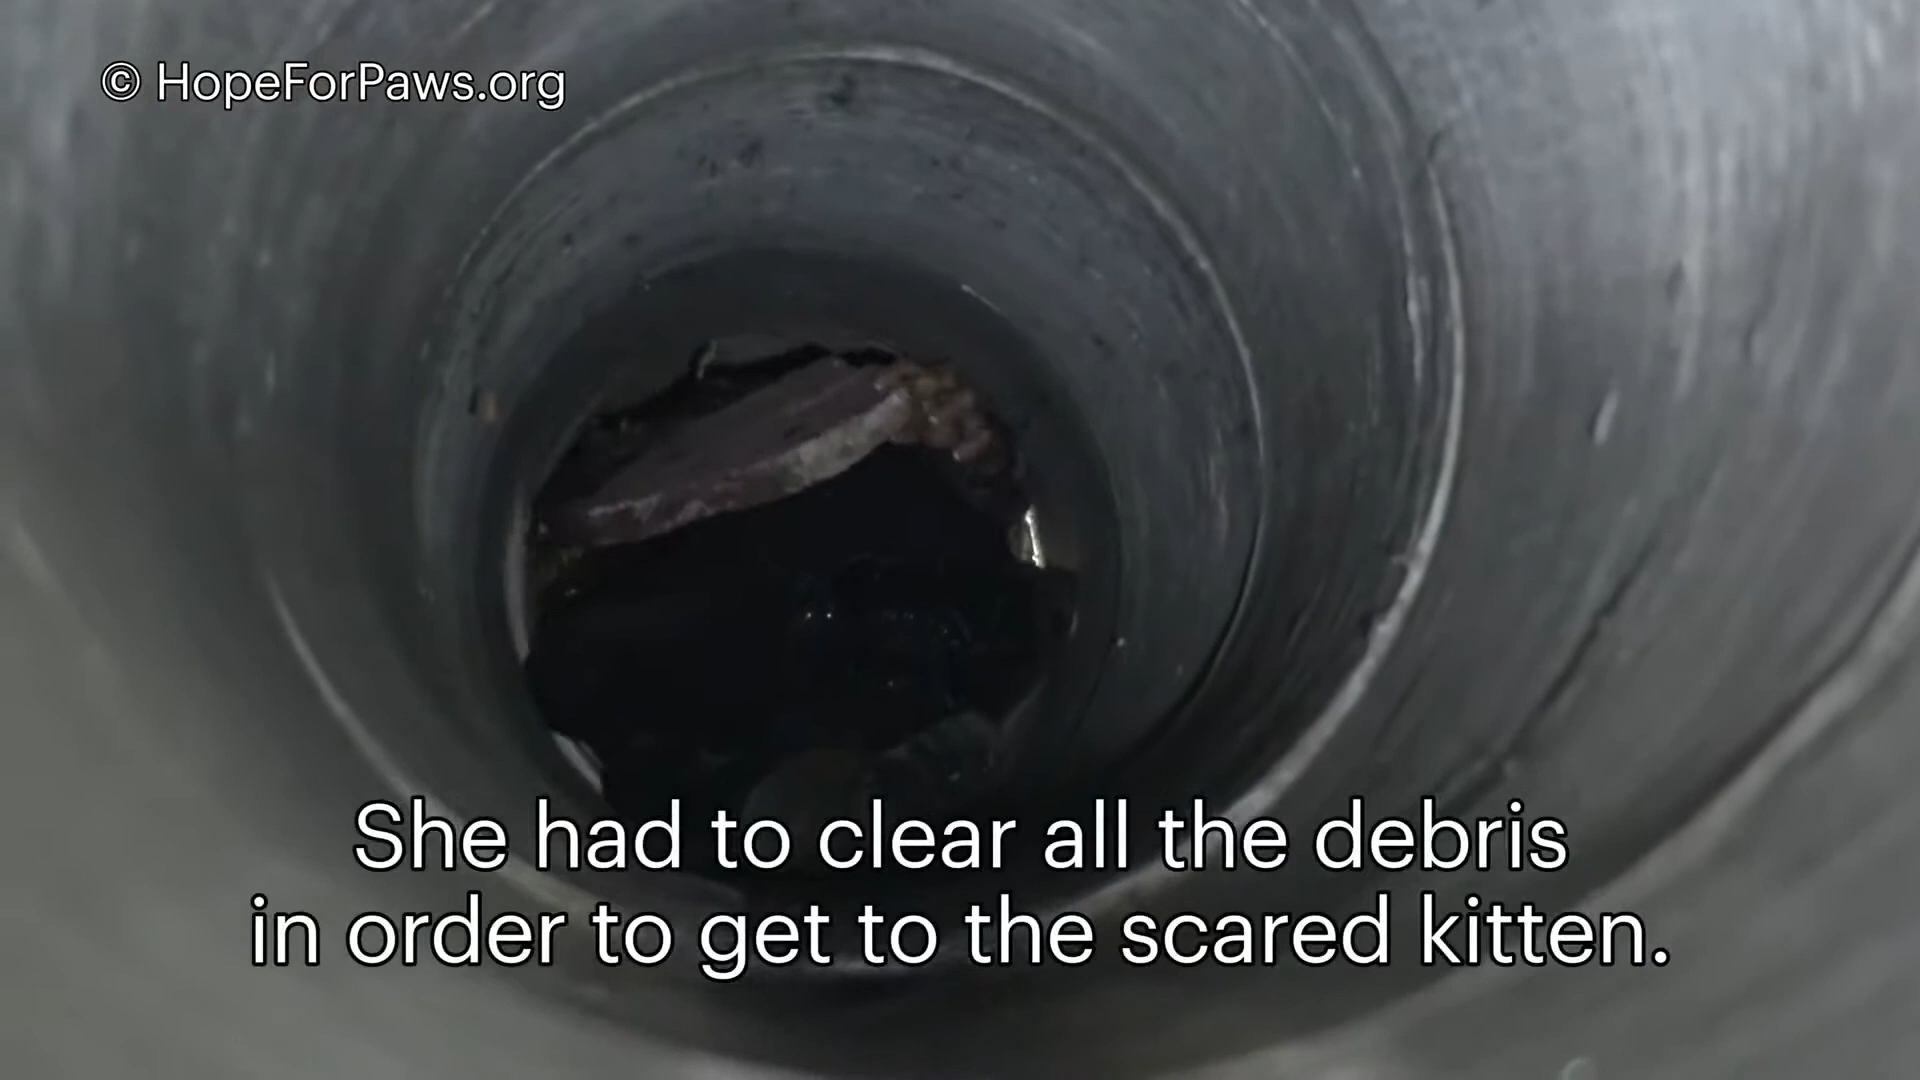 © HopeForPaws.org
She had to clear all the debris
in order to get to the scared kitten.